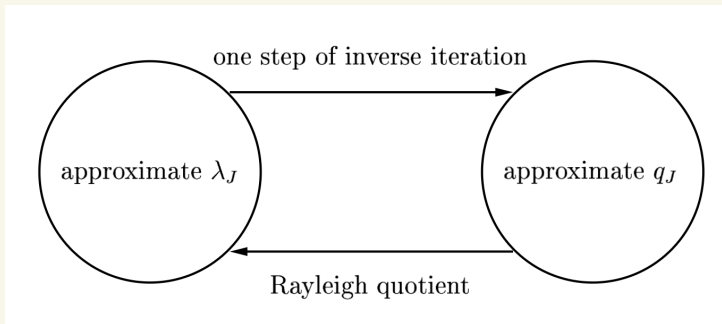 one step of inverse iteration
approximate λ_J
approximate q_J
Rayleigh quotient